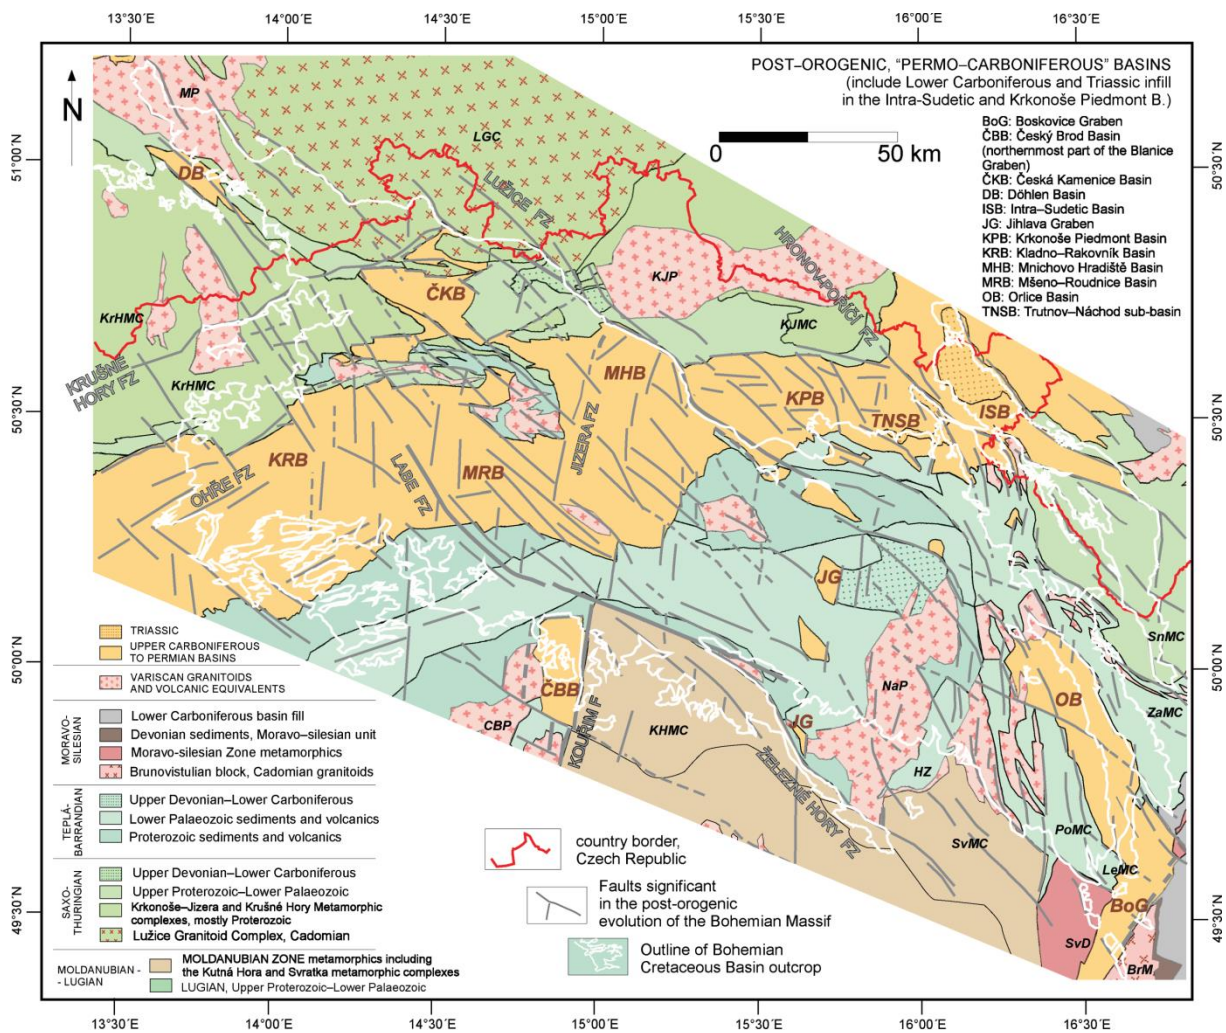 13°30'E 14°00'E 14°30'E 15°00'E 15°30'E 16°00'E 16°30'E
POST–OROGENIC, “PERMO–CARBONIFEROUS” BASINS
(include Lower Carboniferous and Triassic infill
in the Intra-Sudetic and Krkonoše Piedmont B.)
BoG: Boskovice Graben
ČBB: Český Brod Basin
(northernmost part of the Blanice
Graben)
ČKB: Česká Kamenice Basin
DB: Döhlen Basin
ISB: Intra–Sudetic Basin
JG: Jihlava Graben
KPB: Krkonoše Piedmont Basin
KRB: Kladno–Rakovník Basin
MHB: Mnichovo Hradiště Basin
MRB: Mšeno–Roudnice Basin
OB: Orlice Basin
TNSB: Trutnov–Náchod sub-basin
0 50 km
N
MP
LGC
DB
LUŽICE FZ
HRONOV-POŘÍČÍ FZ
KJP
ČKB
KrHMC
KJMC
KRUŠNÉ
HORY FZ
KrHMC
MHB
KPB
TNSB
ISB
JIZERA FZ
KRB
MRB
LABE FZ
OHŘE FZ
JG
SnMC
NaP
OB
ZaMC
ČBB
CBP
KOUŘIM F
KHMC
JG
ŽELEZNÉ HORY FZ
HZ
SvMC
PoMC
LeMC
BoG
SvD
BrM
51°00'N
50°30'N
50°00'N
49°30'N
50°30'N
50°30'N
50°00'N
49°30'N
TRIASSIC
UPPER CARBONIFEROUS
TO PERMIAN BASINS
VARISCAN GRANITOIDS
AND VOLCANIC EQUIVALENTS
MORAVO-
SILESIAN
Lower Carboniferous basin fill
Devonian sediments, Moravo–silesian unit
Moravo-silesian Zone metamorphics
Brunovistulian block, Cadomian granitoids
TEPLÁ-
BARRANDIAN
Upper Devonian–Lower Carboniferous
Lower Palaeozoic sediments and volcanics
Proterozoic sediments and volcanics
SAXO-
THURINGIAN
Upper Devonian–Lower Carboniferous
Upper Proterozoic–Lower Palaeozoic
Krkonoše–Jizera and Krušné Hory Metamorphic
complexes, mostly Proterozoic
Lužice Granitoid Complex, Cadomian
MOLDANUBIAN -
- LUGIAN
MOLDANUBIAN ZONE metamorphics including
the Kutná Hora and Svratka metamorphic complexes
LUGIAN, Upper Proterozoic–Lower Palaeozoic
country border,
Czech Republic
Faults significant
in the post-orogenic
evolution of the Bohemian Massif
Outline of Bohemian
Cretaceous Basin outcrop
13°30'E 14°00'E 14°30'E 15°00'E 15°30'E 16°00'E 16°30'E